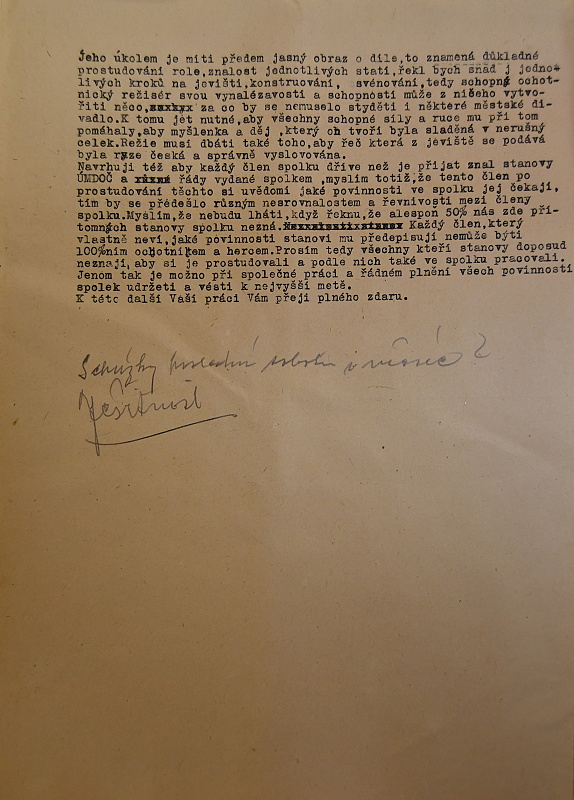 Jeho úkolem je míti předem jasný obraz o díle,to znamená důkladné
prostudování role,znalost jednotlivých statí,řekl bych snad j jedno-
livých kroků na jevišti,konstruování, svénování,tedy schopný ochot-
nický režisér svou vynalézavostí a schopností může z ničeho vytvo-
řiti něco, za co by se nemuselo styděti i některé městské di-
vadlo.K tomu jet nutné,aby všechny schopné síly a ruce mu při tom
pomáhaly,aby myšlenka a děj ,který on tvoří byla sladěná v nerušný
celek.Režie musí dbáti také toho,aby řeč která z jeviště se podává
byla ryze česká a správně vyslovována.
Navrhuji též aby každý člen spolku dříve než je přijat znal stanovy
ÚMDOČ a řády vydané spolkem,myslím totiž,že tento člen po
prostudování těchto si uvědomí jaké povinnosti ve spolku jej čekají,
tím by se předešlo různým nesrovnalostem a řevnivosti mezi členy
spolku.Myslím,že nebudu lháti,když řeknu,že alespoň 50% nás zde pří-
tomných stanovy spolku nezná. Každý člen,který
vlastně neví,jaké povinnosti stanovi mu předepisují nemůže býti
100%ním ochotníkem a hercem.Prosím tedy všechny kteří stanovy doposud
neznají,aby si je prostudovali a podle nich také ve spolku pracovali.
Jenom tak je možno při společné práci a řádném plnění všech povinností
spolek udržeti a vésti k nejvyšší metě.
K této další Vaší práci Vám přeji plného zdaru.
Schůzky poslední sobotu v měsíci ?
Ješitnost